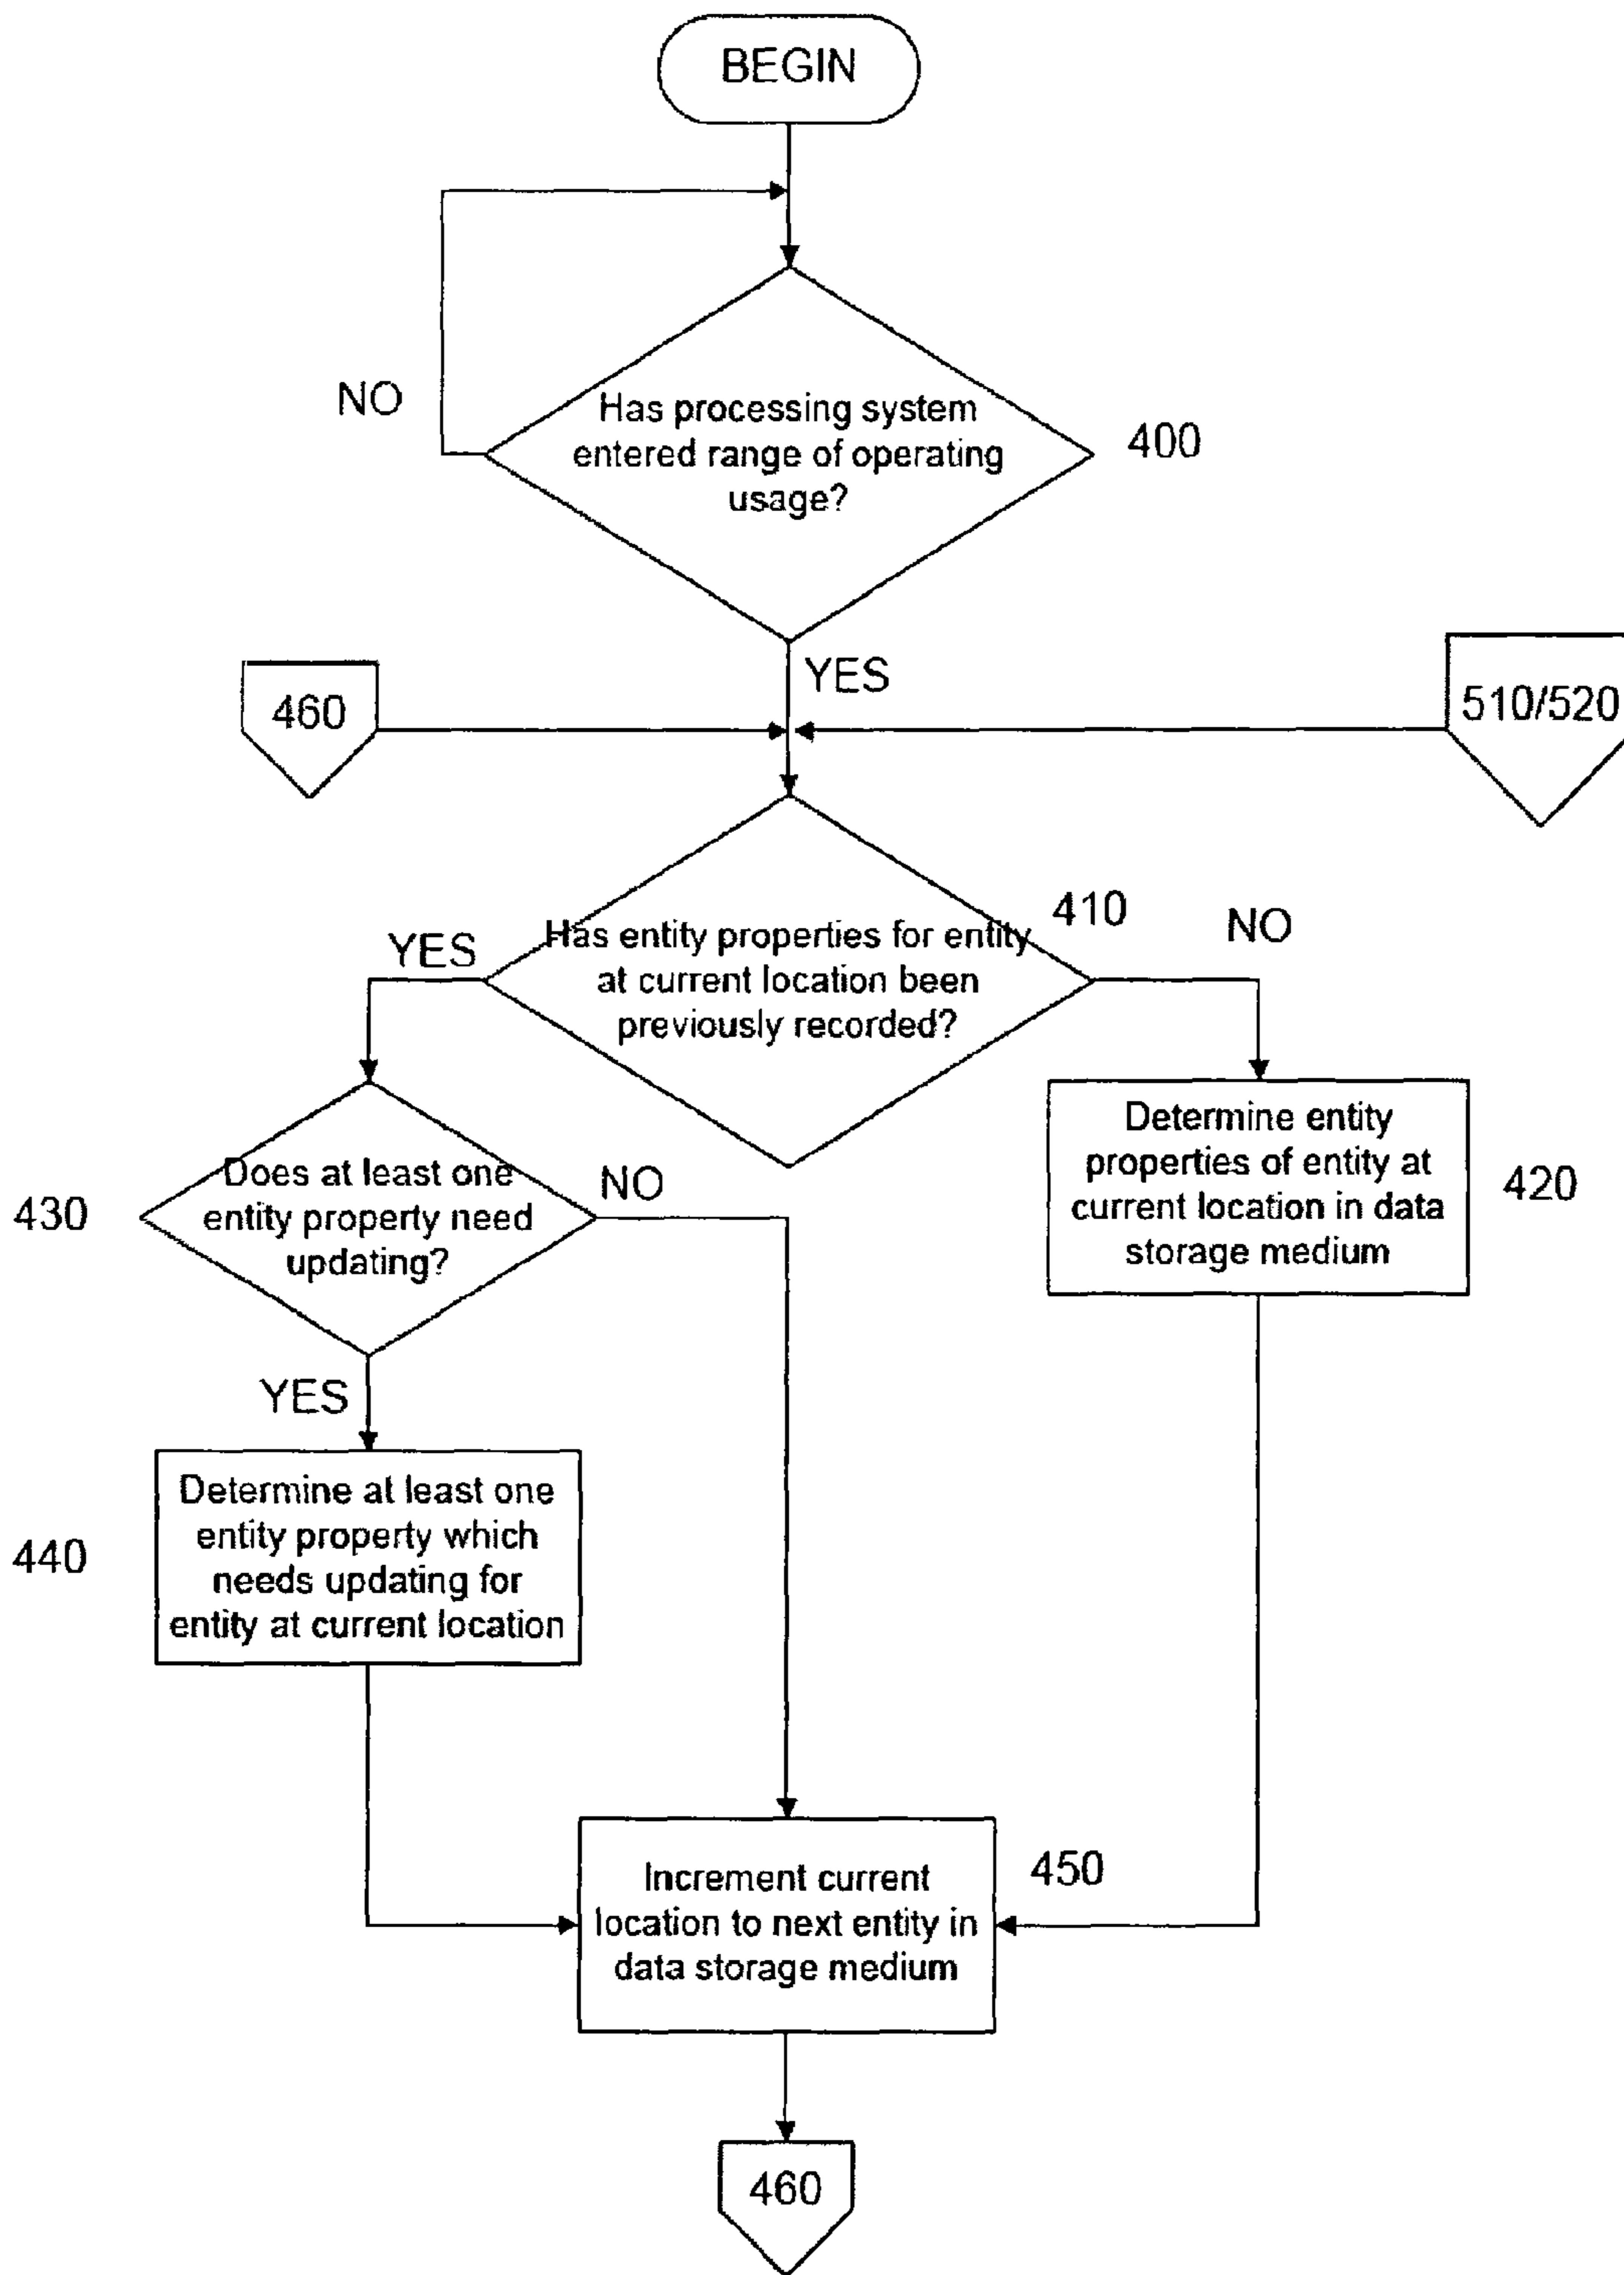 BEGIN
NO
Has processing system
entered range of operating
usage?
400
YES
460
510/520
410
YES
NO
Has entity properties for entity
at current location been
previously recorded?
Determine entity
properties of entity at
current location in data
storage medium
420
430
Does at least one
entity property need
updating?
NO
YES
440
Determine at least one
entity property which
needs updating for
entity at current location
Increment current
location to next entity in
data storage medium
450
460